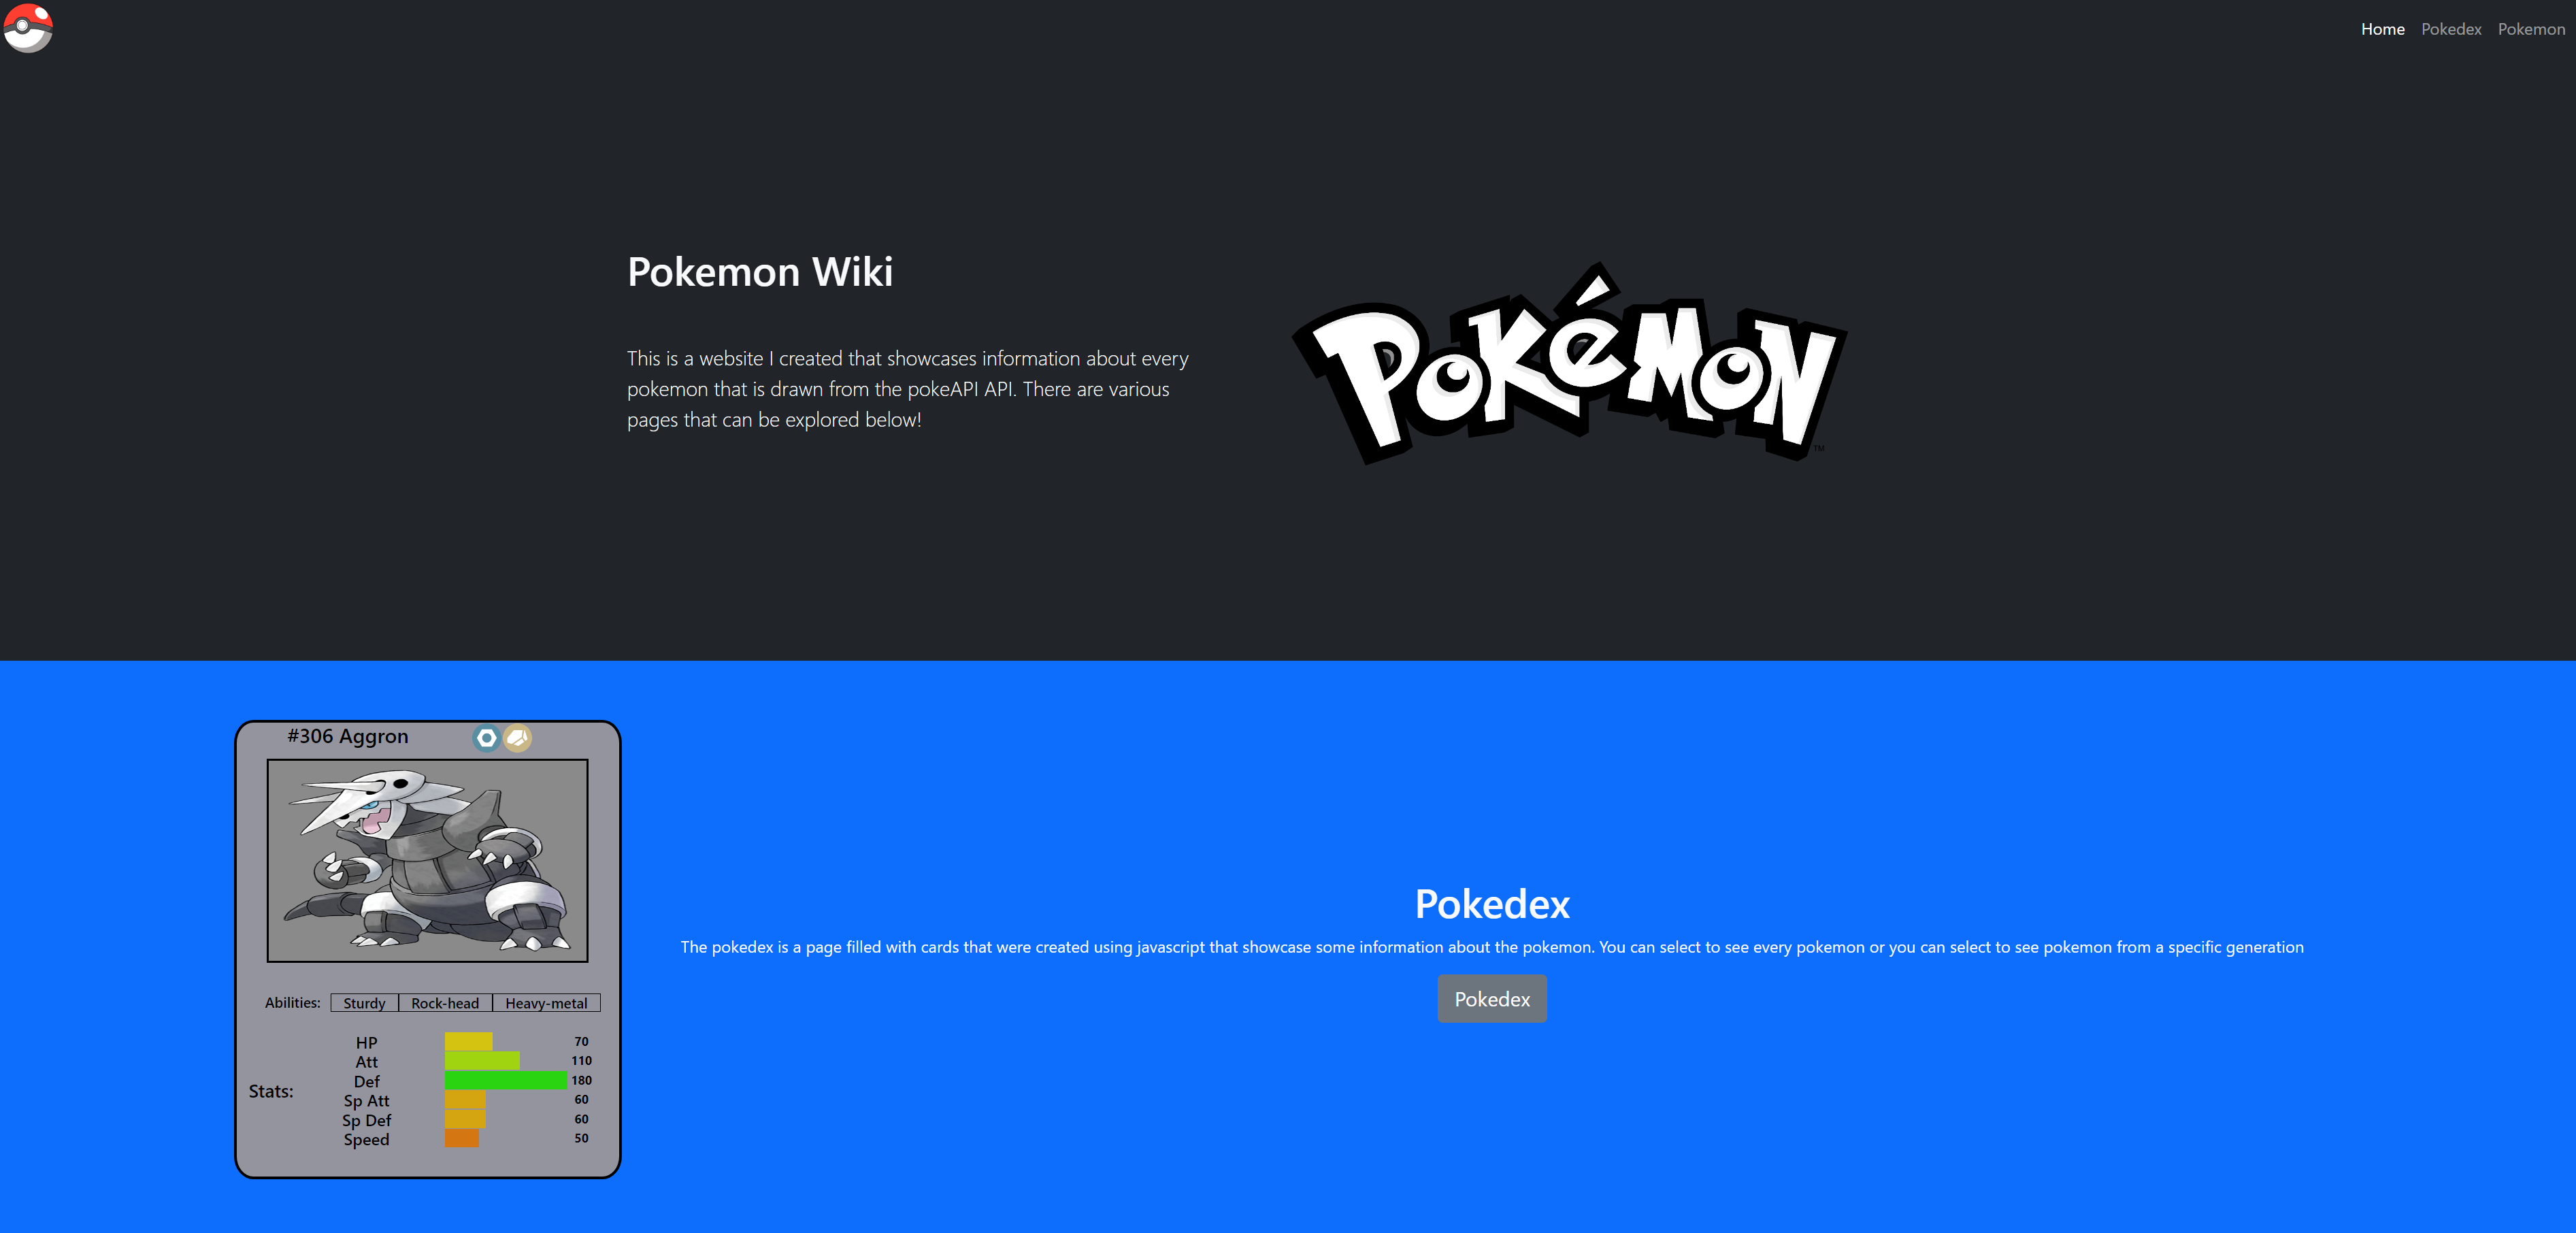 Home Pokedex Pokemon
Pokemon Wiki
This is a website I created that showcases information about every
pokemon that is drawn from the pokeAPI API. There are various
pages that can be explored below!
Pokémon
TM
#306 Aggron
Abilities: Sturdy Rock-head Heavy-metal
Stats:
HP 70
Att 110
Def 180
Sp Att 60
Sp Def 60
Speed 50
Pokedex
The pokedex is a page filled with cards that were created using javascript that showcase some information about the pokemon. You can select to see every pokemon or you can select to see pokemon from a specific generation
Pokedex